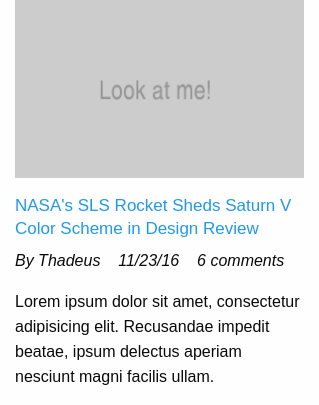 Look at me!
NASA's SLS Rocket Sheds Saturn V
Color Scheme in Design Review
By Thadeus 11/23/16 6 comments
Lorem ipsum dolor sit amet, consectetur
adipisicing elit. Recusandae impedit
beatae, ipsum delectus aperiam
nesciunt magni facilis ullam.